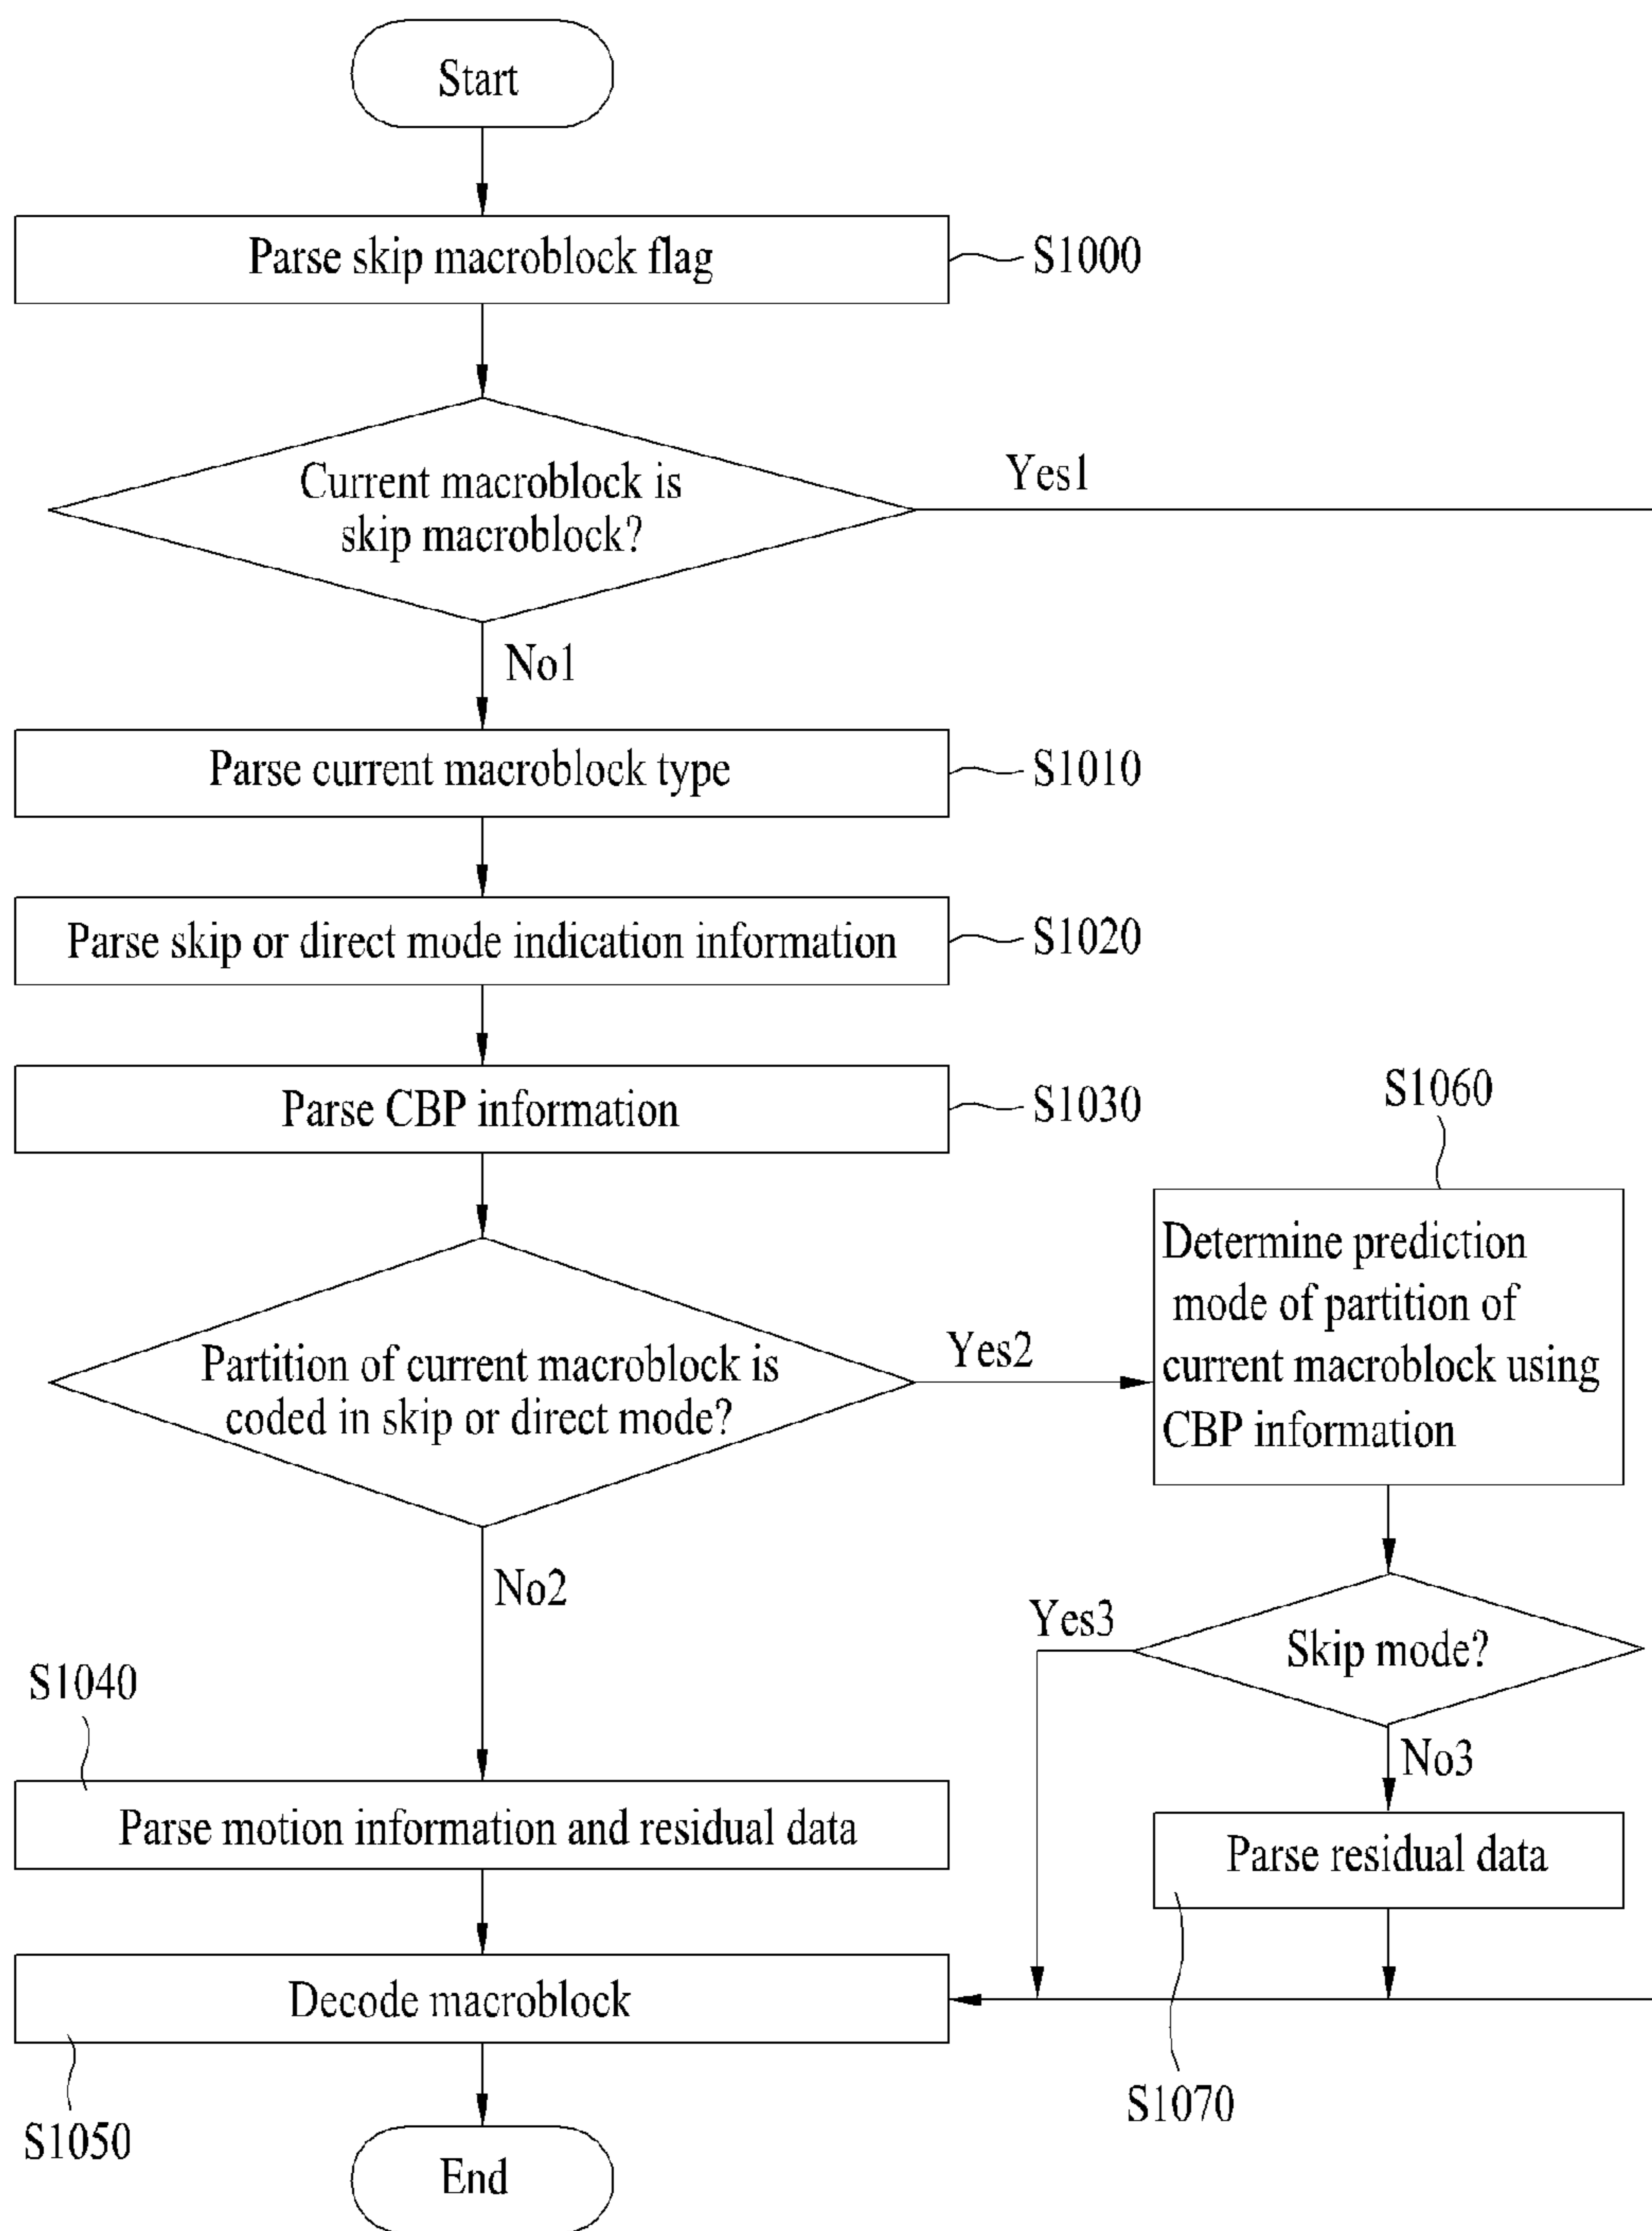 Start
Parse skip macroblock flag
S1000
Current macroblock is
skip macroblock?
Yes1
No1
Parse current macroblock type
S1010
Parse skip or direct mode indication information
S1020
Parse CBP information
S1030
S1060
Determine prediction
mode of partition of
current macroblock using
CBP information
Partition of current macroblock is
coded in skip or direct mode?
Yes2
No2
Yes3
Skip mode?
No3
S1040
Parse motion information and residual data
Parse residual data
Decode macroblock
S1070
S1050
End